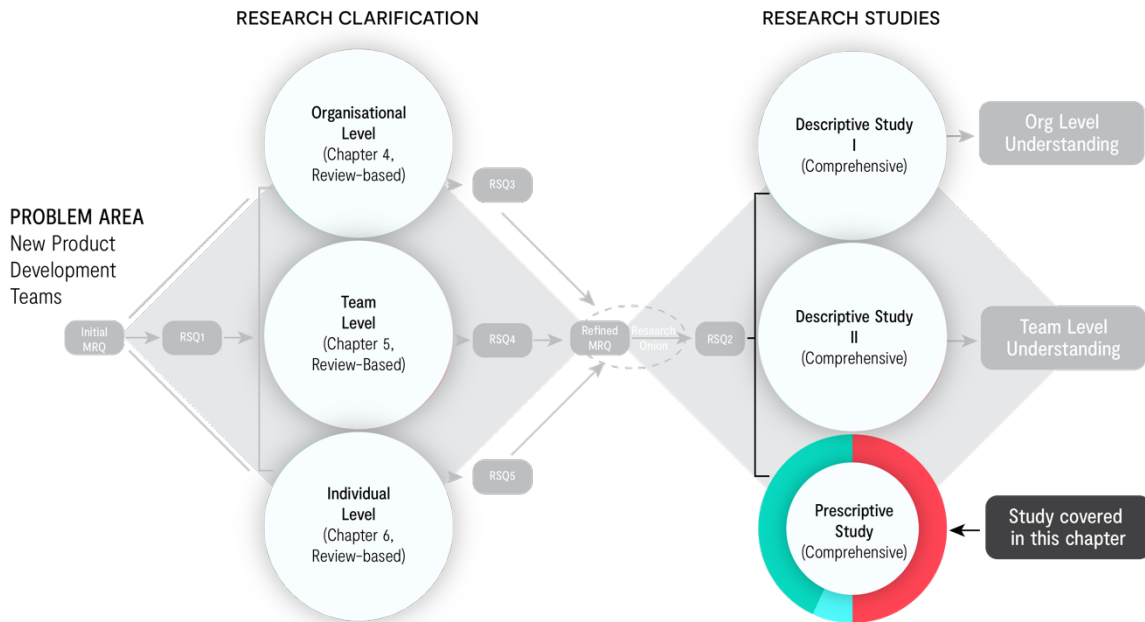 RESEARCH CLARIFICATION
RESEARCH STUDIES
PROBLEM AREA
New Product
Development
Teams
Initial
MRQ
RSQ1
Organisational
Level
(Chapter 4,
Review-based)
Team
Level
(Chapter 5,
Review-Based)
Individual
Level
(Chapter 6,
Review-based)
RSQ3
RSQ4
RSQ5
Refined
MRQ
Research
Onion
RSQ2
Descriptive Study
I
(Comprehensive)
Descriptive Study
II
(Comprehensive)
Prescriptive
Study
(Comprehensive)
Org Level
Understanding
Team Level
Understanding
Study covered
in this chapter